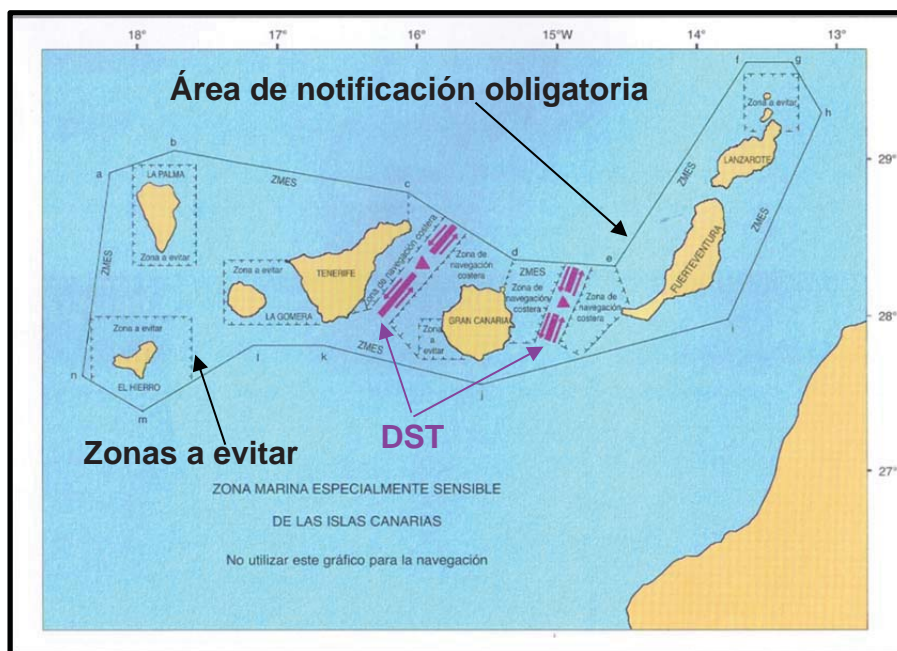 18°
17°
16°
15°W
14°
13°
f
g
Área de notificación obligatoria
Zona a evitar
h
b
LANZAROTE
29°
LA PALMA
ZMES
ZMES
a
c
ZMES
Zona a evitar
ZMES
FUERTEVENTURA
Zona de navegación costera
Zona de
navegación
costera
d
e
ZMES
Zona a evitar
TENERIFE
Zona de
navegación
costera
Zona de
navegación
costera
LA GOMERA
GRAN CANARIA
28°
Zona a evitar
Zona
a
evitar
ZMES
i
l
k
n
EL HIERRO
j
m
DST
Zonas a evitar
27°
ZONA MARINA ESPECIALMENTE SENSIBLE
DE LAS ISLAS CANARIAS
No utilizar este gráfico para la navegación